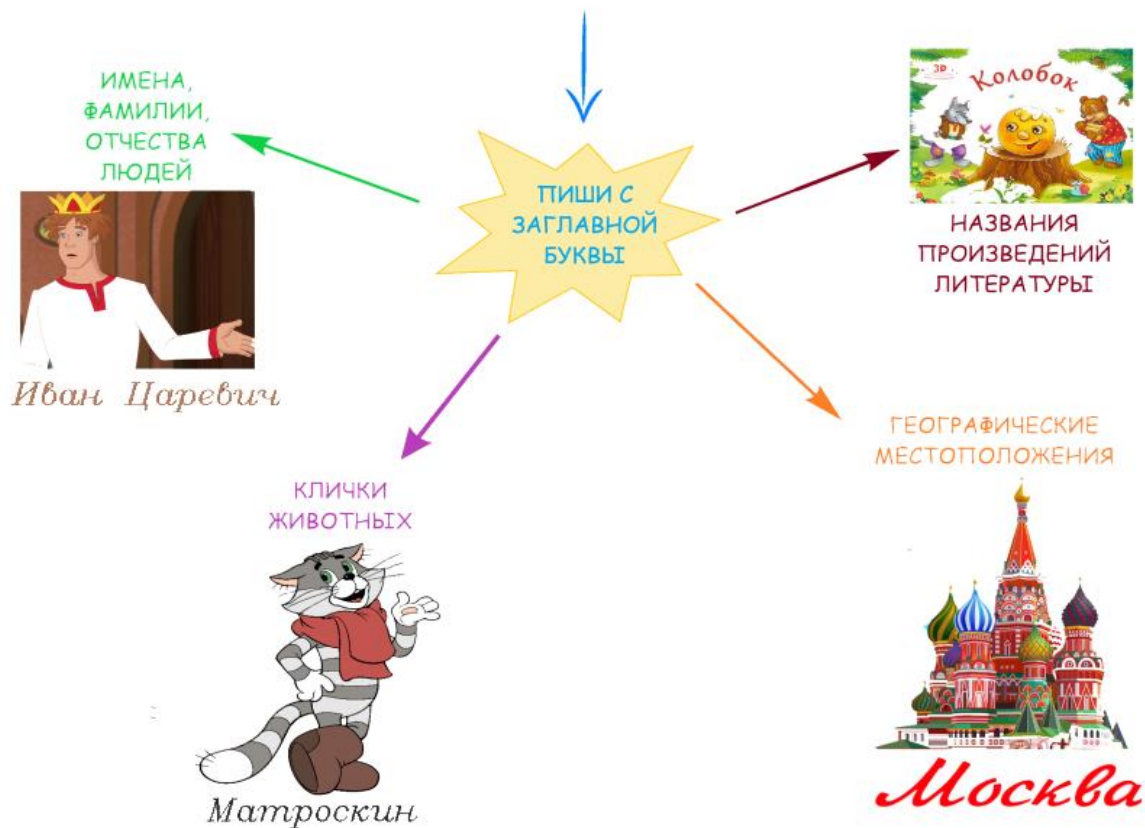 ИМЕНА,
ФАМИЛИИ,
ОТЧЕСТВА
ЛЮДЕЙ
Иван Царевич
ПИШИ С
ЗАГЛАВНОЙ
БУКВЫ
3D
Колобок
НАЗВАНИЯ
ПРОИЗВЕДЕНИЙ
ЛИТЕРАТУРЫ
КЛИЧКИ
ЖИВОТНЫХ
Матроскин
ГЕОГРАФИЧЕСКИЕ
МЕСТОПОЛОЖЕНИЯ
Москва